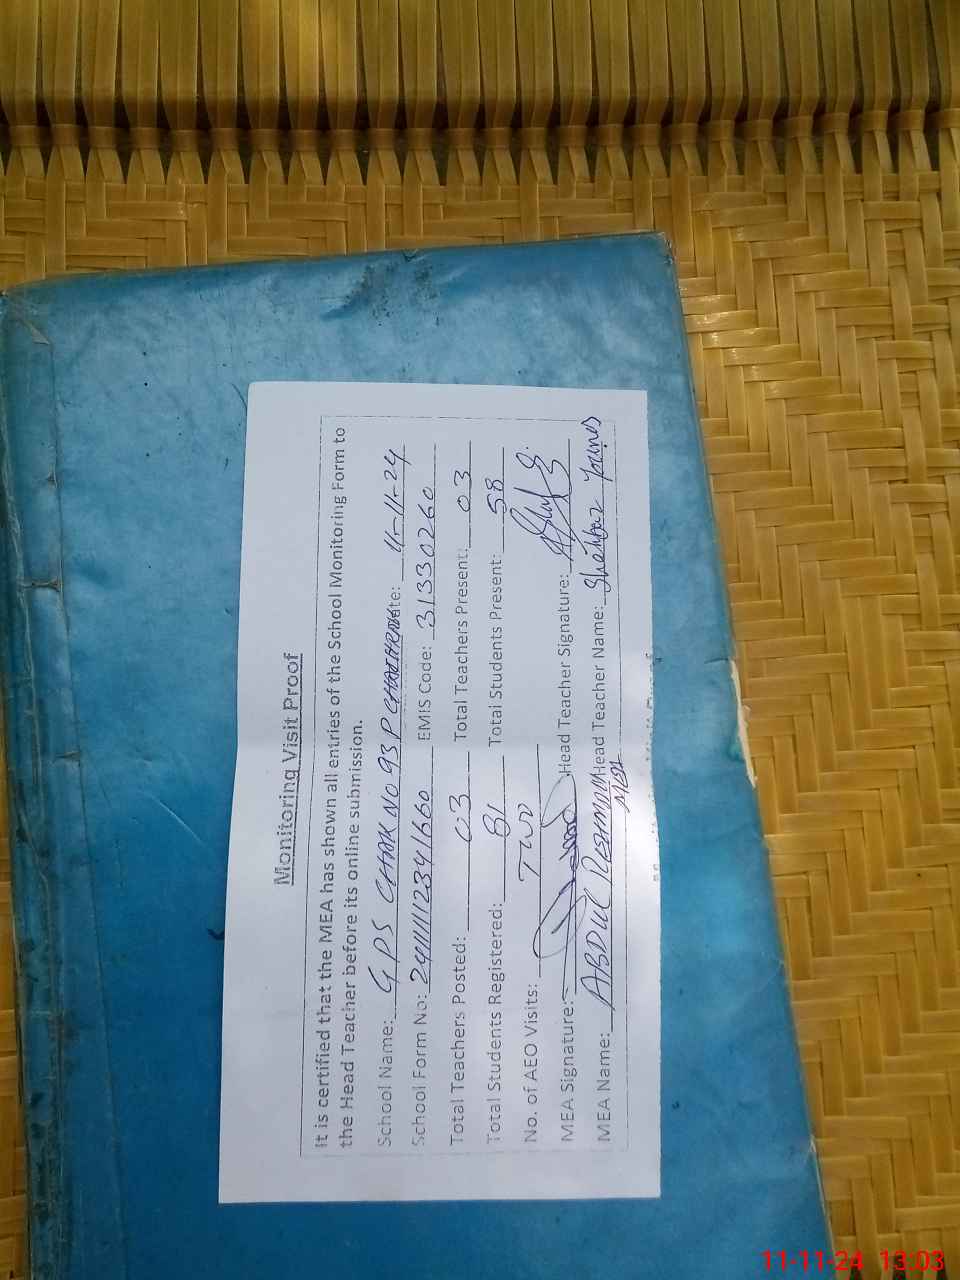 Monitoring Visit Proof
It is certified that the MEA has shown all entries of the School Monitoring Form to
the Head Teacher before its online submission.
School Name: GPS CHAK NO 93 P Date: 11-11-24
School Form No: EMIS Code: 31330260
Total Teachers Posted: 03 Total Teachers Present: 03
Total Students Registered: 81 Total Students Present: 58
No. of AEO Visits: TWO
MEA Signature: Head Teacher Signature:
MEA Name: ABDUL REHMAN Head Teacher Name: Shehbaz Younas
MEA
11-11-24 13:03